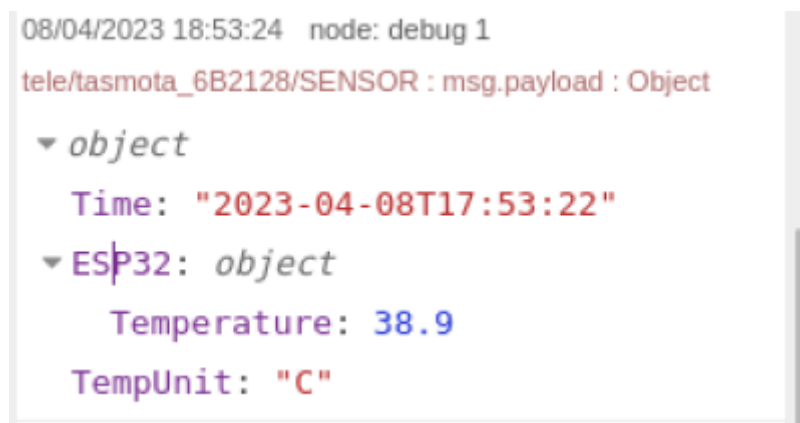 08/04/2023 18:53:24 node: debug 1
tele/tasmota_6B2128/SENSOR : msg.payload : Object
object
Time: "2023-04-08T17:53:22"
ESP32: object
Temperature: 38.9
TempUnit: "C"